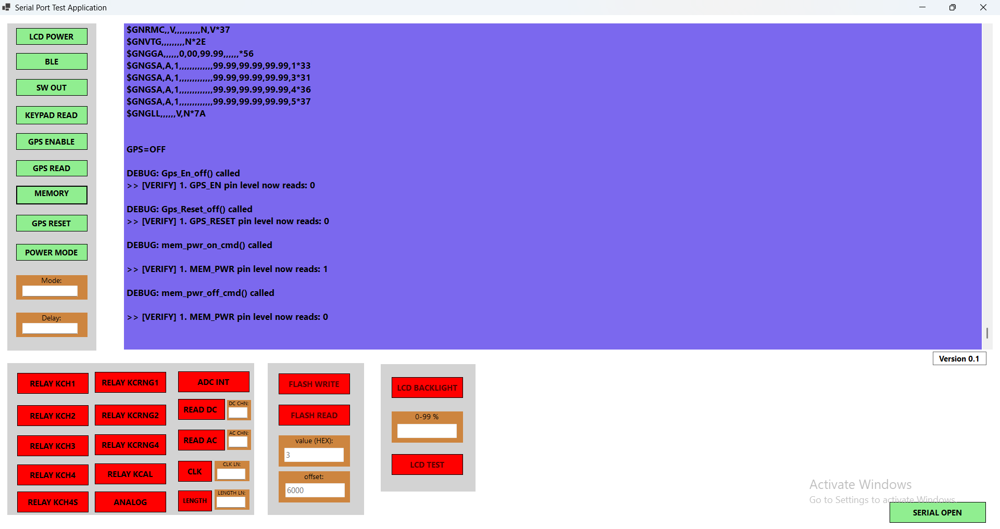 Serial Port Test Application
LCD POWER
BLE
SW OUT
KEYPAD READ
GPS ENABLE
GPS READ
MEMORY
GPS RESET
POWER MODE
Mode:
Delay:
$GNRMC,,V,,,,,,,,,,N,V*37
$GNVTG,,,,,,,,,N*2E
$GNGGA,,,,,,0,00,99.99,,,,,,*56
$GNGSA,A,1,,,,,,,,,,,,,99.99,99.99,99.99,1*33
$GNGSA,A,1,,,,,,,,,,,,,99.99,99.99,99.99,3*31
$GNGSA,A,1,,,,,,,,,,,,,99.99,99.99,99.99,4*36
$GNGSA,A,1,,,,,,,,,,,,,99.99,99.99,99.99,5*37
$GNGLL,,,,,,V,N*7A
GPS=OFF
DEBUG: Gps_En_off() called
>> [VERIFY] 1. GPS_EN pin level now reads: 0
DEBUG: Gps_Reset_off() called
>> [VERIFY] 1. GPS_RESET pin level now reads: 0
DEBUG: mem_pwr_on_cmd() called
>> [VERIFY] 1. MEM_PWR pin level now reads: 1
DEBUG: mem_pwr_off_cmd() called
>> [VERIFY] 1. MEM_PWR pin level now reads: 0
Version 0.1
RELAY KCH1
RELAY KCH2
RELAY KCH3
RELAY KCH4
RELAY KCH4S
RELAY KCRNG1
RELAY KCRNG2
RELAY KCRNG4
RELAY KCAL
ANALOG
ADC INT
READ DC
DC CHN:
READ AC
AC CHN:
CLK
CLK LN:
LENGTH
LENGTH LN:
FLASH WRITE
FLASH READ
value (HEX):
3
offset:
6000
LCD BACKLIGHT
0-99 %
LCD TEST
Activate Windows
Go to Settings to activate Windows.
SERIAL OPEN